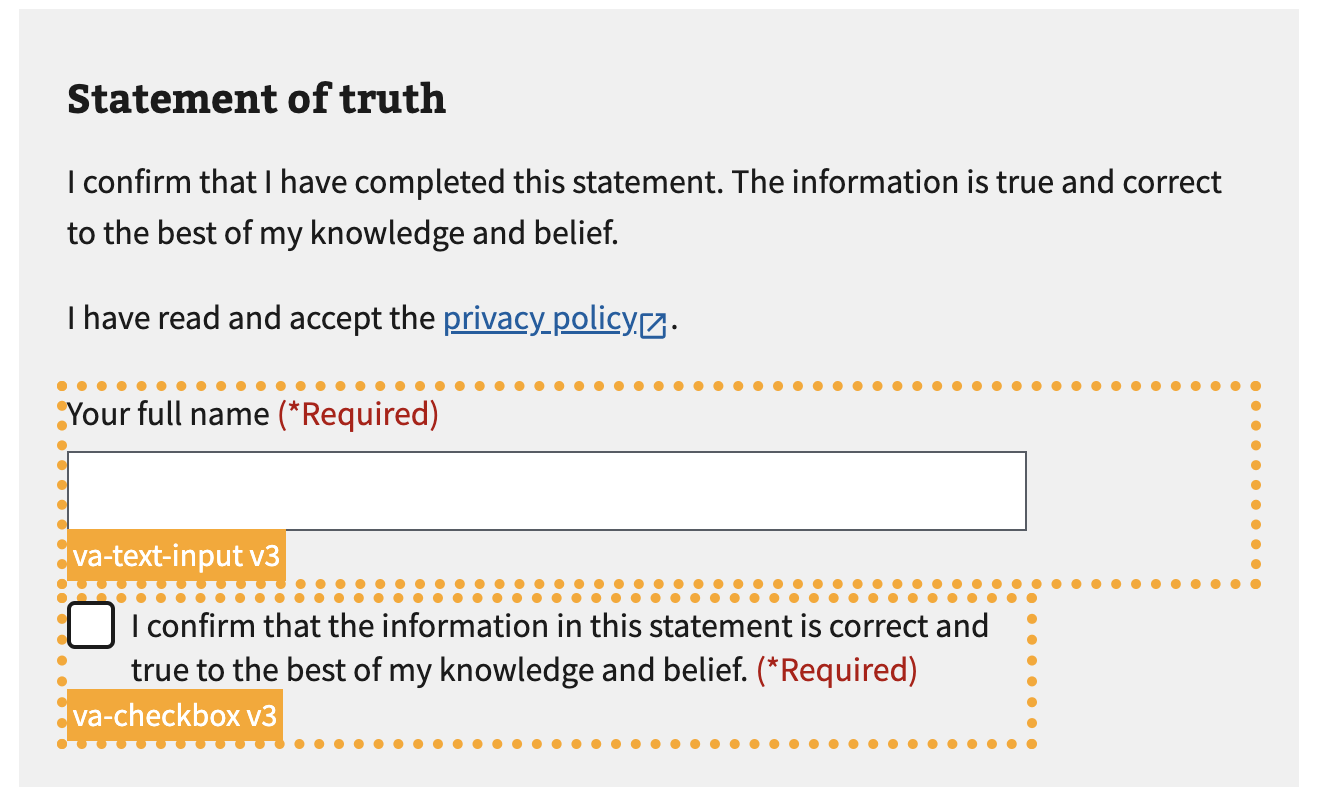 Statement of truth
I confirm that I have completed this statement. The information is true and correct
to the best of my knowledge and belief.
I have read and accept the privacy policy.
Your full name (*Required)
va-text-input v3
I confirm that the information in this statement is correct and
true to the best of my knowledge and belief. (*Required)
va-checkbox v3